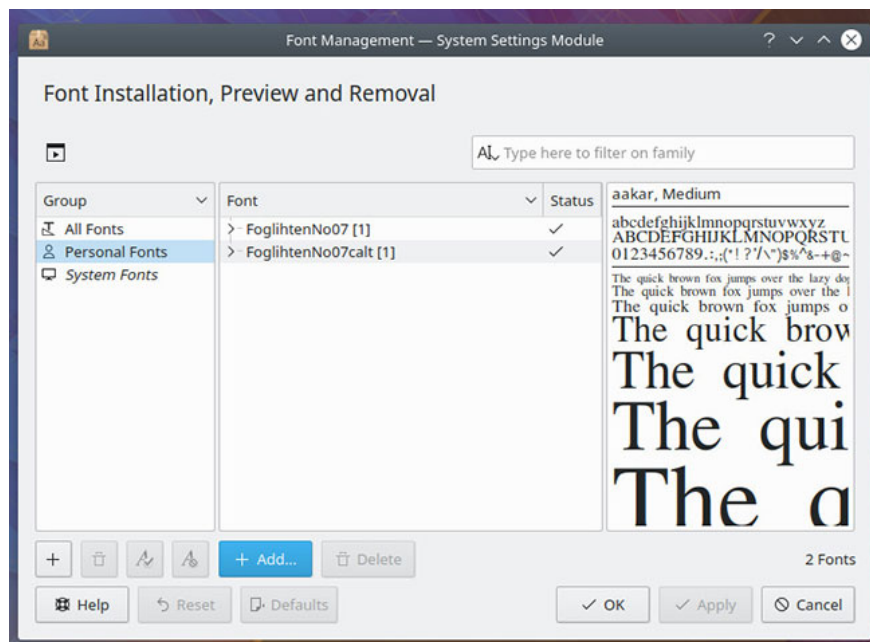 Font Management — System Settings Module
Font Installation, Preview and Removal
Type here to filter on family
Group
Font
Status
aakar, Medium
All Fonts
FoglihtenNo07 [1]
Personal Fonts
FoglihtenNo07calt [1]
System Fonts
abcdefghijklmnopqrstuvwxyz
ABCDEFGHIJKLMNOPQRSTU
0123456789.:,;(*!?'/\")$%^&-+@~
The quick brown fox jumps over the lazy dog
The quick brown fox jumps over the l
The quick brown fox jumps o
The quick brow
The quick
The qui
The q
+ Add...
Delete
2 Fonts
Help
Reset
Defaults
OK
Apply
Cancel